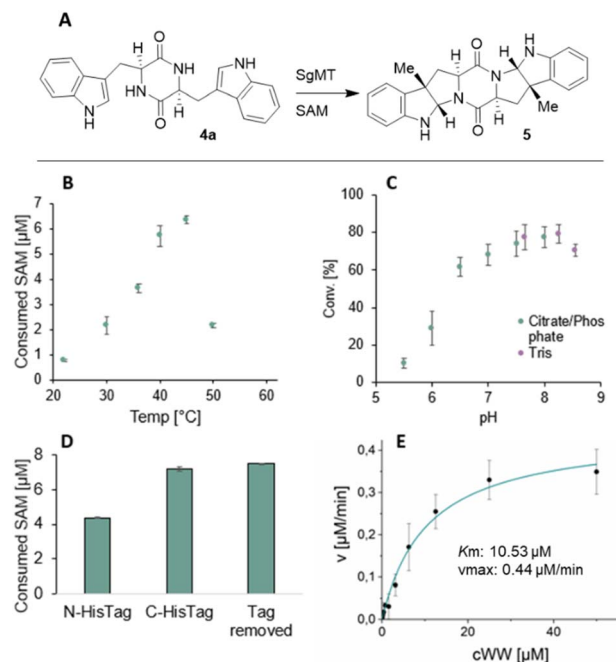 A
O
H
NH
HN
N
H
O
H
NH
4a
SgMT
SAM
H
N
H
O
H
Me
N
N
Me
N
H
H
O
H
5
B
Consumed SAM [µM]
7
6
5
4
3
2
1
0
20 30 40 50 60
Temp [°C]
C
Conv. [%]
100
80
60
40
20
0
5 6 7 8 9
pH
Citrate/Phos
phate
Tris
D
Consumed SAM [µM]
8
6
4
2
0
N-HisTag C-HisTag Tag
removed
E
v [µM/min]
0,4
0,3
0,2
0,1
0,0
0 20 40
cWW [µM]
Km: 10.53 µM
vmax: 0.44 µM/min